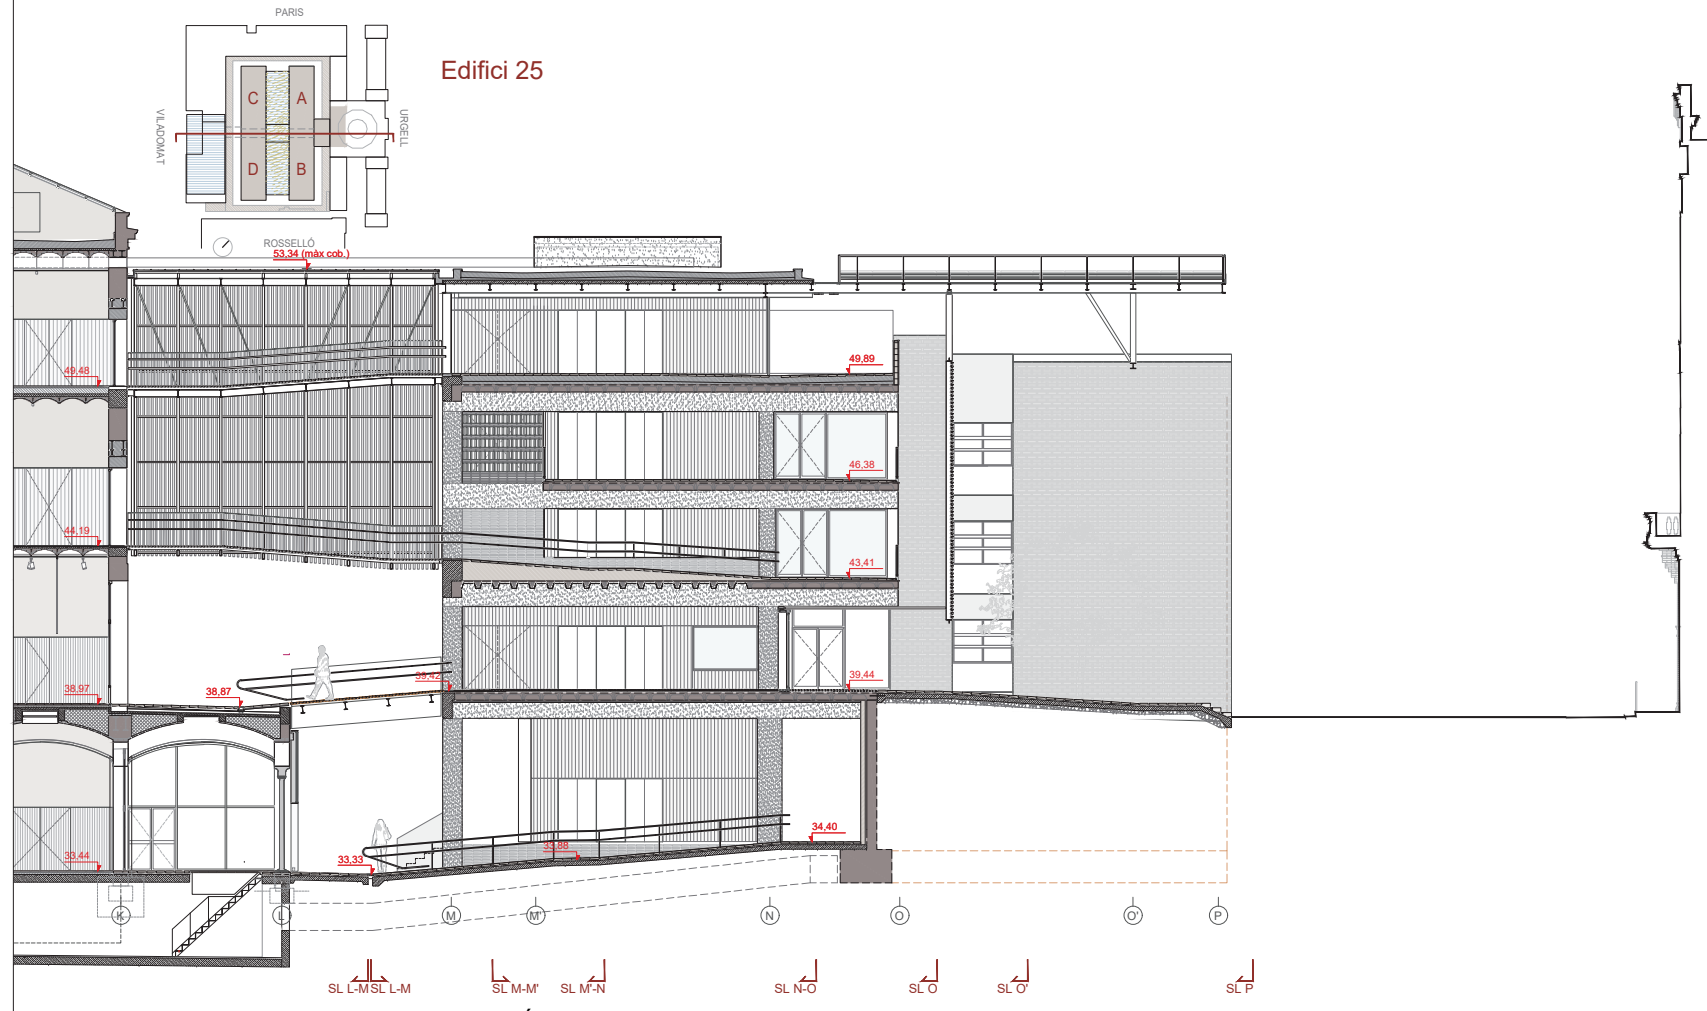 PARIS
Edifici 25
C
A
VILADOMAT
URGELL
D
B
ROSSELLÓ
53,34 (màx cob.)
49,89
49,48
46,38
44,19
43,41
39,42
39,44
38,97
38,87
34,40
33,88
33,44
33,33
K
L
M
M'
N
O
O'
P
SL L-M
SL L-M
SL M-M'
SL M'-N
SL N-O
SL O
SL O'
SL P